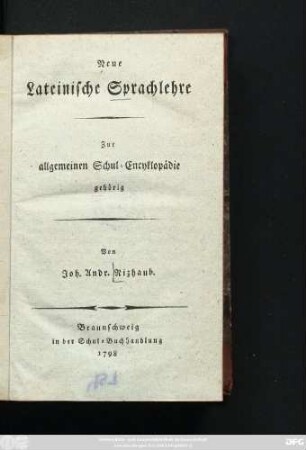 Neue
Lateinische Sprachlehre
Zur
allgemeinen Schul-Encyklopädie
gehörig
Von
Joh. Andr. Rizhaub.
Braunschweig
in der Schul-Buchhandlung
1798